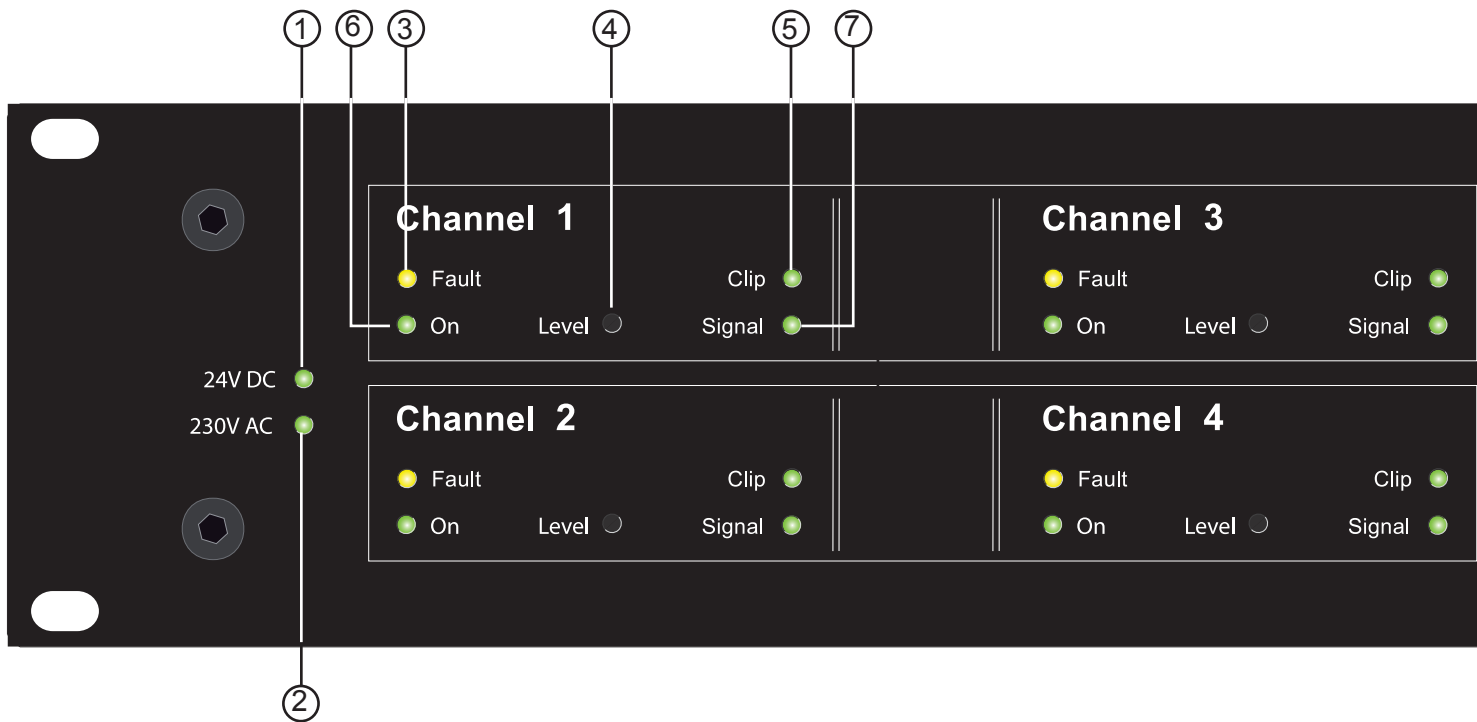 ① ⑥ ③ ④ ⑤ ⑦
Channel 1
Fault Clip
On Level Signal
Channel 3
Fault Clip
On Level Signal
24V DC
230V AC
Channel 2
Fault Clip
On Level Signal
Channel 4
Fault Clip
On Level Signal
②